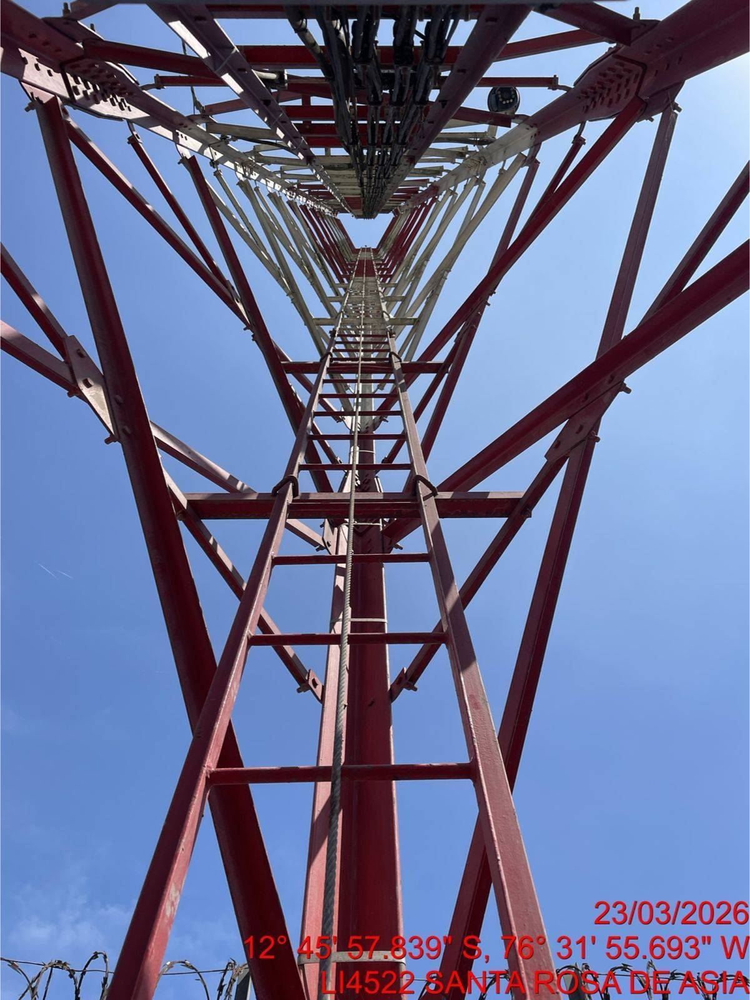 23/03/2026
12° 45' 57.839" S, 76° 31' 55.693" W
LI4522 SANTA ROSA DE ASIA